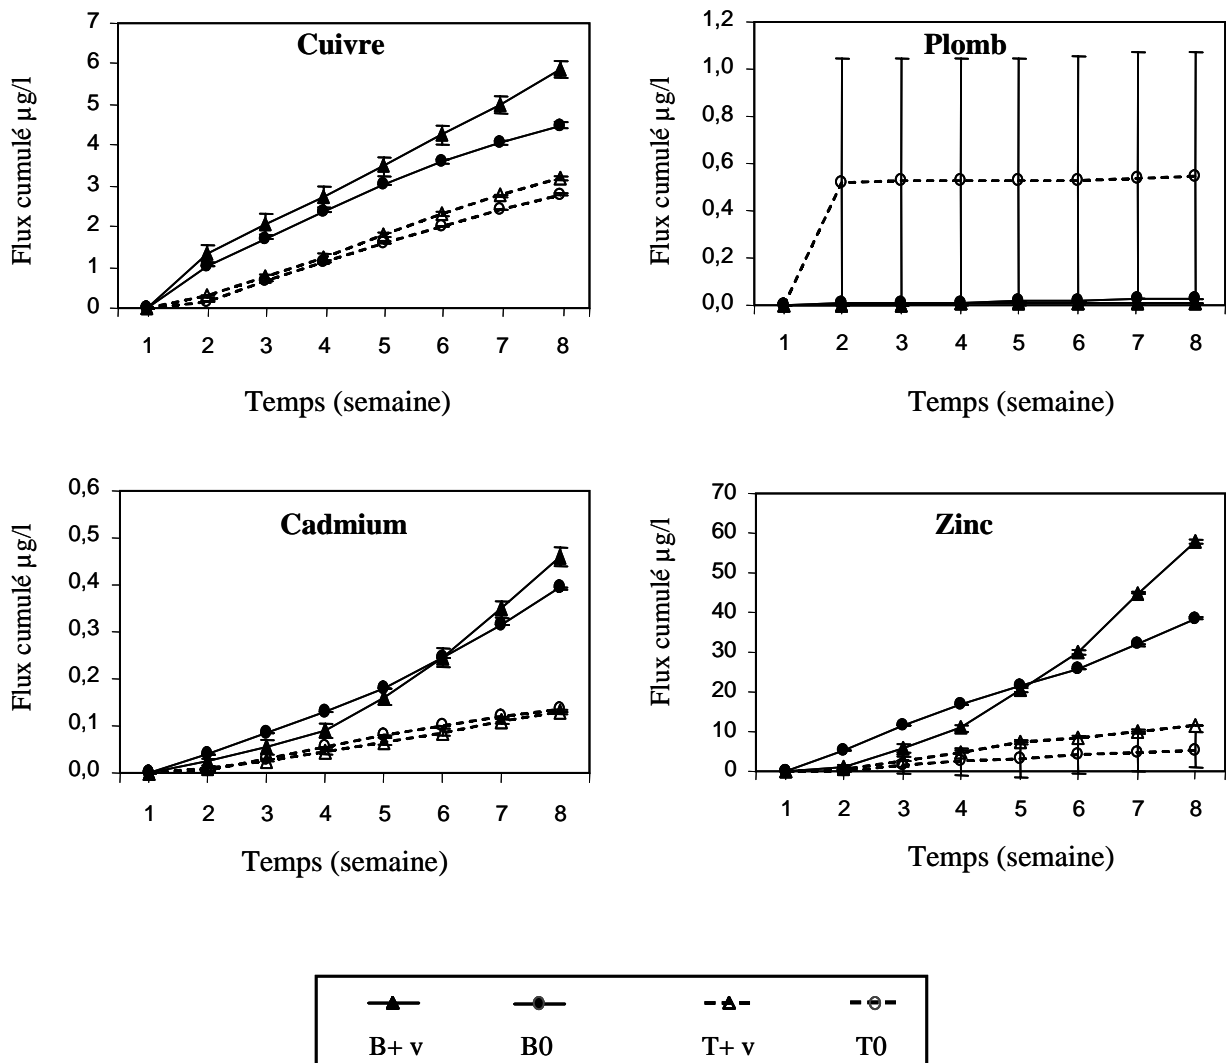 Cuivre
Flux cumulé µg/l
7
6
5
4
3
2
1
0
1 2 3 4 5 6 7 8
Temps (semaine)
Plomb
Flux cumulé µg/l
1,2
1,0
0,8
0,6
0,4
0,2
0,0
1 2 3 4 5 6 7 8
Temps (semaine)
Cadmium
Flux cumulé µg/l
0,6
0,5
0,4
0,3
0,2
0,1
0,0
1 2 3 4 5 6 7 8
Temps (semaine)
Zinc
Flux cumulé µg/l
70
60
50
40
30
20
10
0
1 2 3 4 5 6 7 8
Temps (semaine)
B+ v B0 T+ v T0